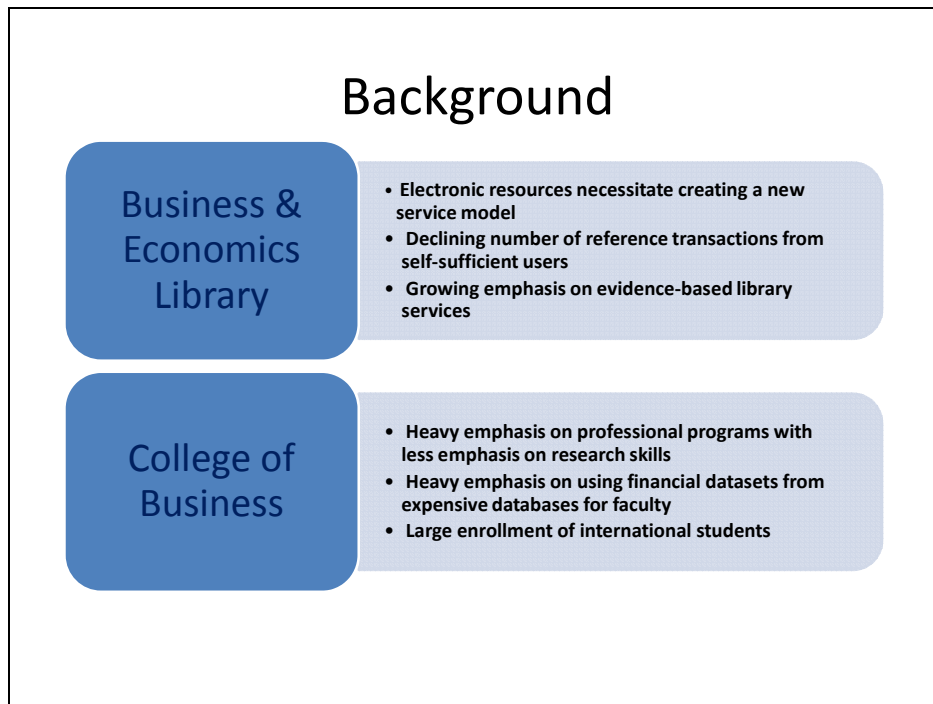 Background
Business &
Economics
Library
• Electronic resources necessitate creating a new
service model
• Declining number of reference transactions from
self-sufficient users
• Growing emphasis on evidence-based library
services
College of
Business
• Heavy emphasis on professional programs with
less emphasis on research skills
• Heavy emphasis on using financial datasets from
expensive databases for faculty
• Large enrollment of international students